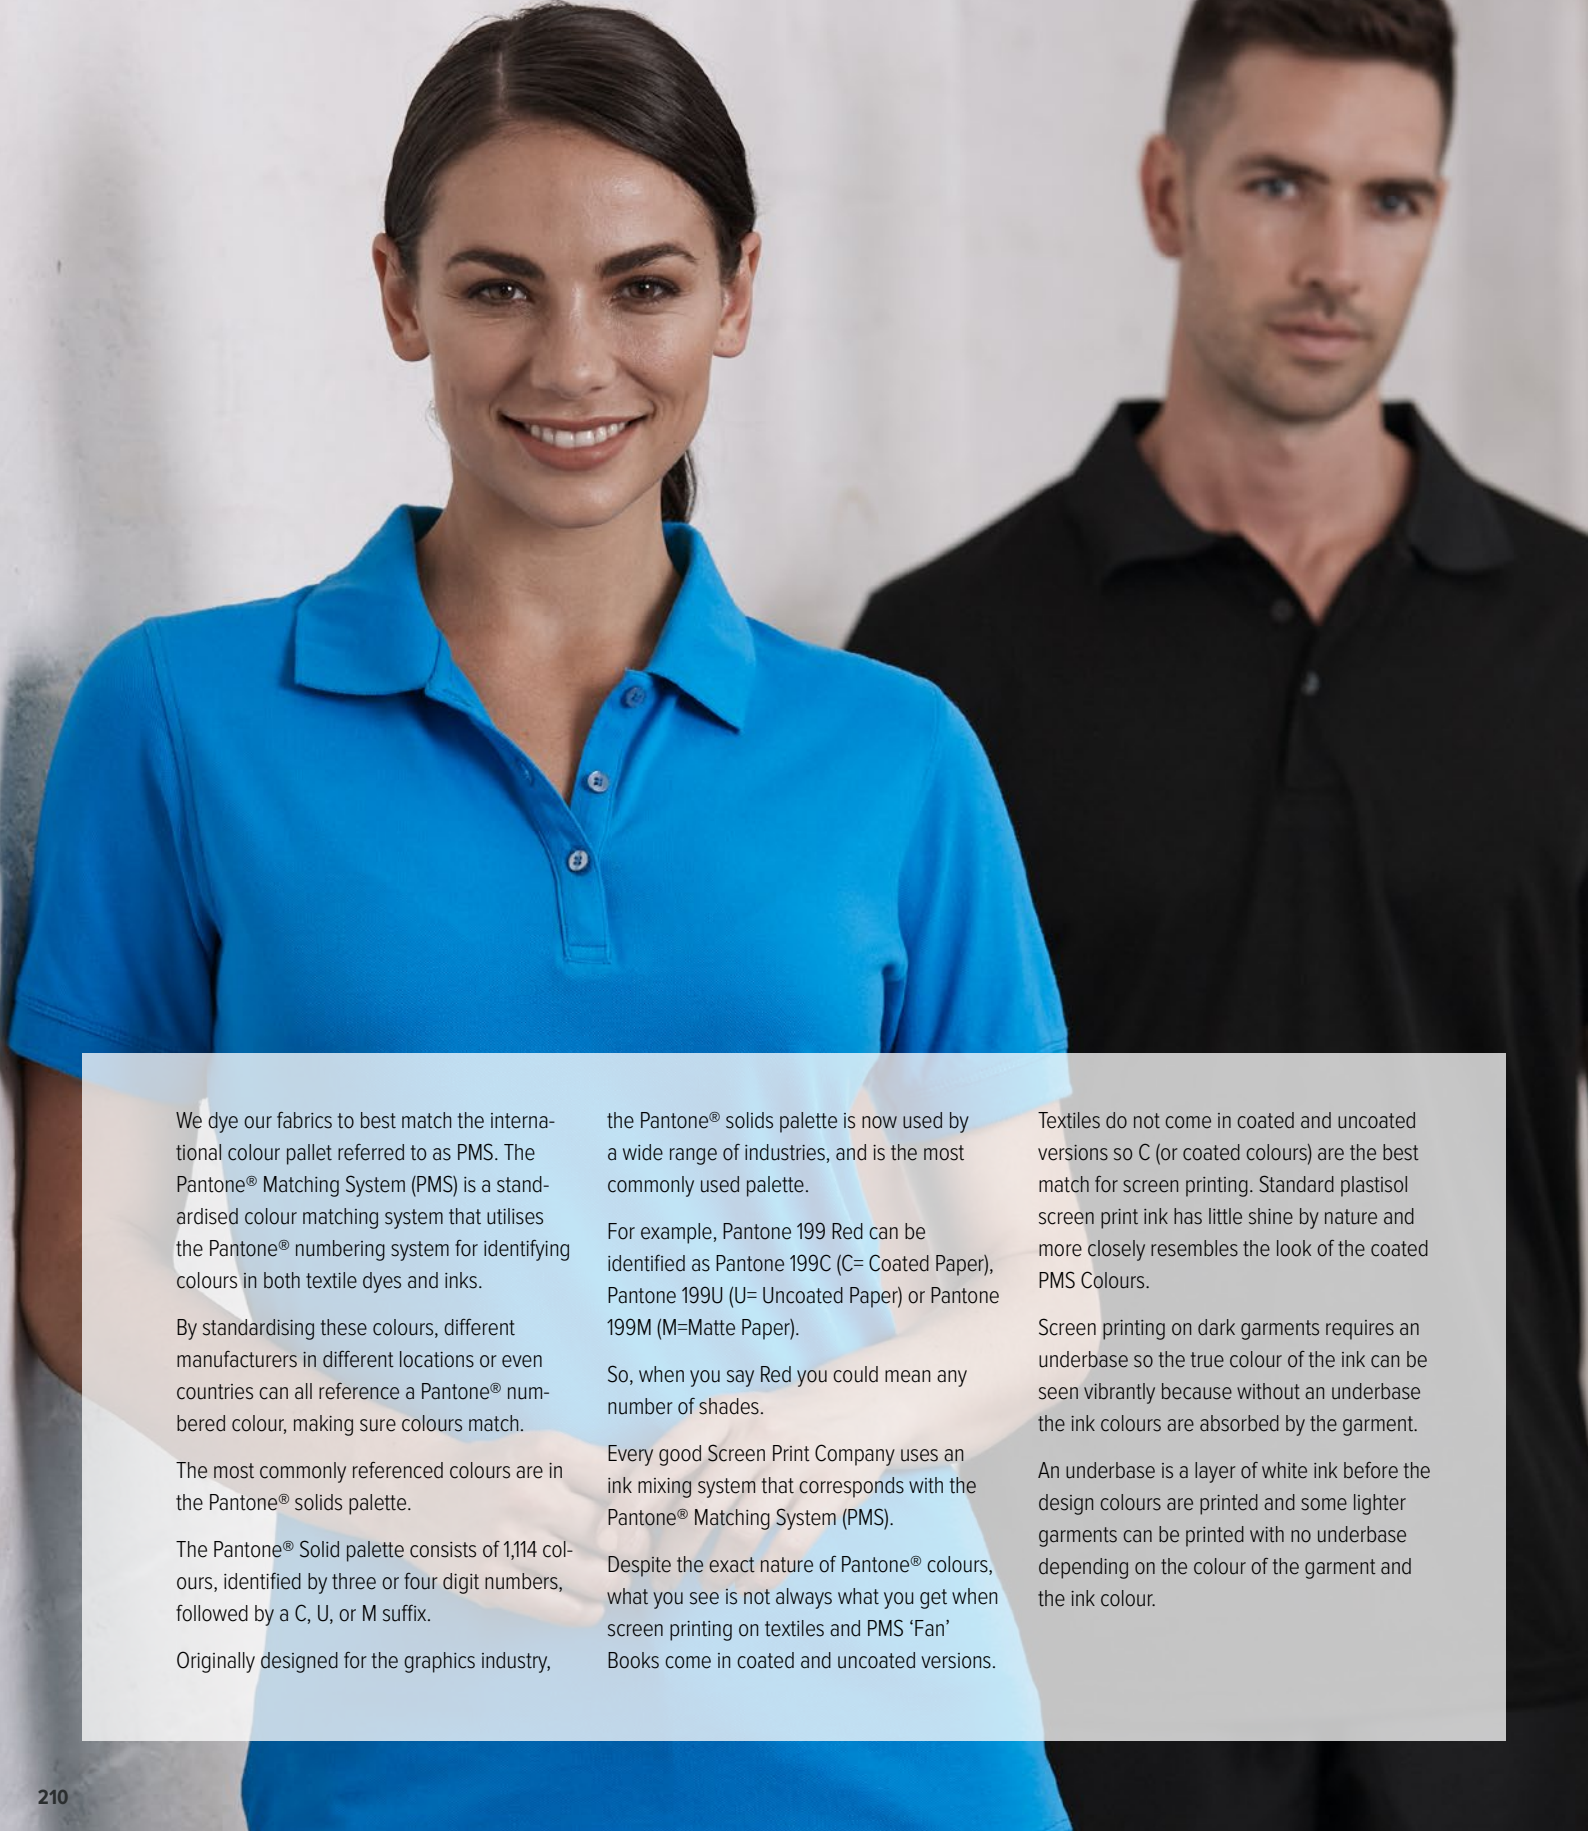 We dye our fabrics to best match the interna-
tional colour pallet referred to as PMS. The
Pantone® Matching System (PMS) is a stand-
ardised colour matching system that utilises
the Pantone® numbering system for identifying
colours in both textile dyes and inks.
By standardising these colours, different
manufacturers in different locations or even
countries can all reference a Pantone® num-
bered colour, making sure colours match.
The most commonly referenced colours are in
the Pantone® solids palette.
The Pantone® Solid palette consists of 1,114 col-
ours, identified by three or four digit numbers,
followed by a C, U, or M suffix.
Originally designed for the graphics industry,
the Pantone® solids palette is now used by
a wide range of industries, and is the most
commonly used palette.
For example, Pantone 199 Red can be
identified as Pantone 199C (C= Coated Paper),
Pantone 199U (U= Uncoated Paper) or Pantone
199M (M=Matte Paper).
So, when you say Red you could mean any
number of shades.
Every good Screen Print Company uses an
ink mixing system that corresponds with the
Pantone® Matching System (PMS).
Despite the exact nature of Pantone® colours,
what you see is not always what you get when
screen printing on textiles and PMS ‘Fan’
Books come in coated and uncoated versions.
Textiles do not come in coated and uncoated
versions so C (or coated colours) are the best
match for screen printing. Standard plastisol
screen print ink has little shine by nature and
more closely resembles the look of the coated
PMS Colours.
Screen printing on dark garments requires an
underbase so the true colour of the ink can be
seen vibrantly because without an underbase
the ink colours are absorbed by the garment.
An underbase is a layer of white ink before the
design colours are printed and some lighter
garments can be printed with no underbase
depending on the colour of the garment and
the ink colour.
210